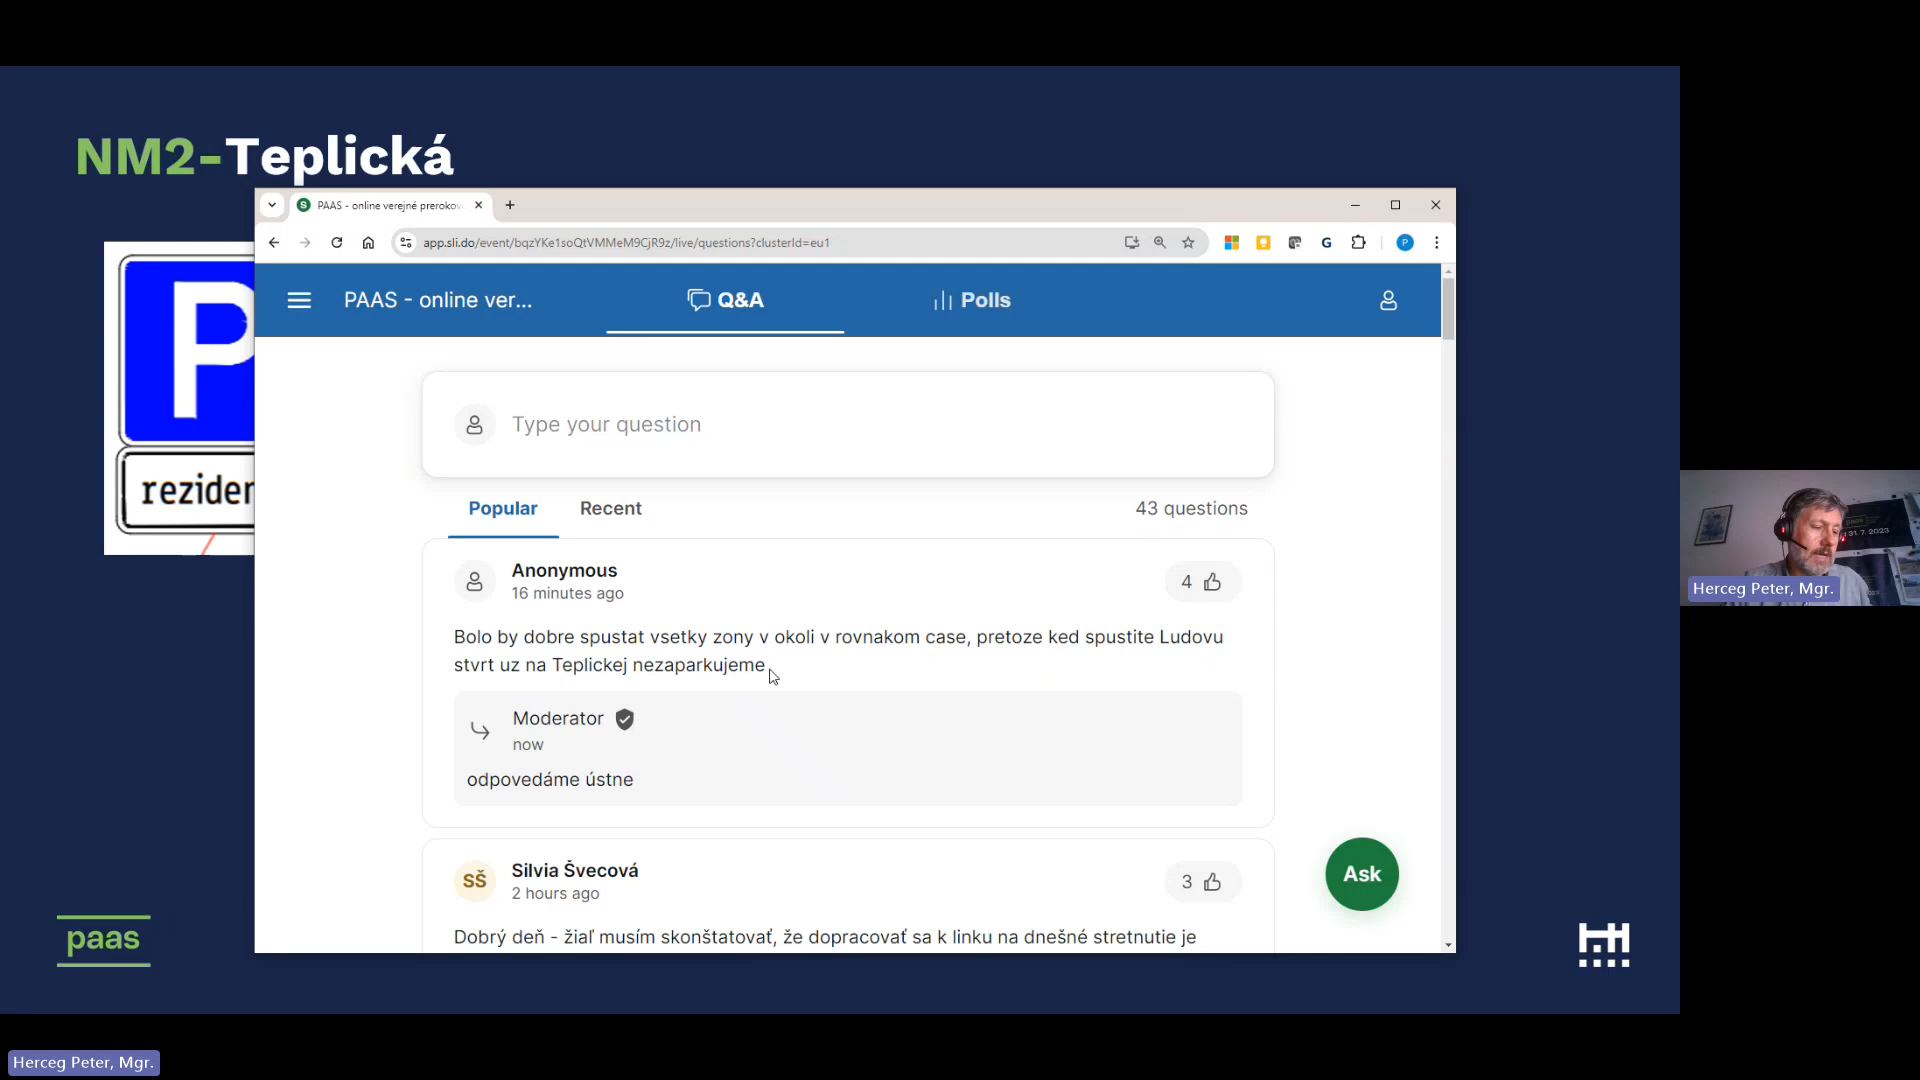 NM2-Teplická
P
reziden
PAAS - online verejné prerokov
app.sli.do/event/bqzYKe1soQtVMMeM9CjR9z/live/questions?clusterId=eu1
G
P
PAAS - online ver...
Q&A
Polls
Type your question
Popular
Recent
43 questions
Anonymous
16 minutes ago
4
Bolo by dobre spustat vsetky zony v okoli v rovnakom case, pretoze ked spustite Ludovu
stvrt uz na Teplickej nezaparkujeme
Moderator
now
odpovedáme ústne
SŠ
Silvia Švecová
2 hours ago
3
Ask
Dobrý deň - žiaľ musím skonštatovať, že dopracovať sa k linku na dnešné stretnutie je
paas
31. 7. 2023
Herceg Peter, Mgr.
Herceg Peter, Mgr.